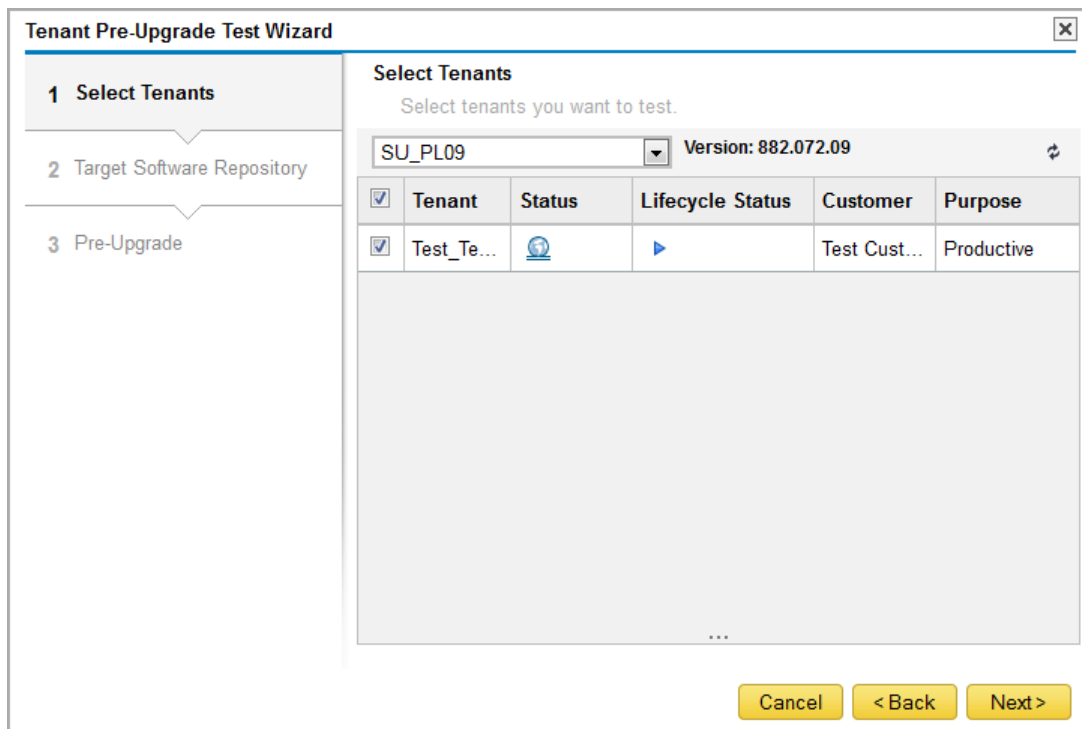 Tenant Pre-Upgrade Test Wizard
1 Select Tenants
2 Target Software Repository
3 Pre-Upgrade
Select Tenants
Select tenants you want to test.
SU_PL09 Version: 882.072.09
Tenant Status Lifecycle Status Customer Purpose
Test_Te... Test Cust... Productive
...
Cancel < Back Next >